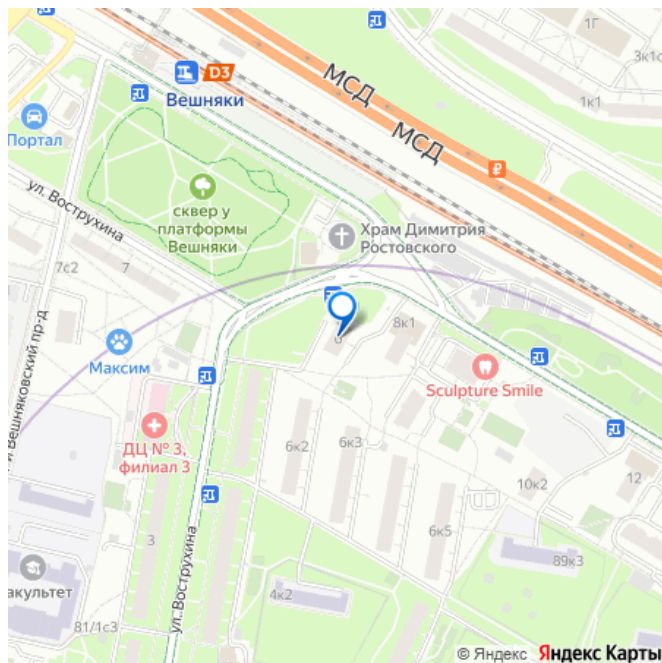 1Г
3к1с
1к1
D3
Вешняки
МСД
МСД
₽
Портал
сквер у
платформы
Вешняки
ул. Вострухина
Храм Димитрия
Ростовского
7с2
7
8к1
Максим
Sculpture Smile
Вешняковский пр-д
ДЦ № 3,
филиал 3
6к2
6к3
10к2
12
6к5
3
89к3
акультет
4к2
81/1с3
ул. Вострухина
© Яндекс Яндекс Карты